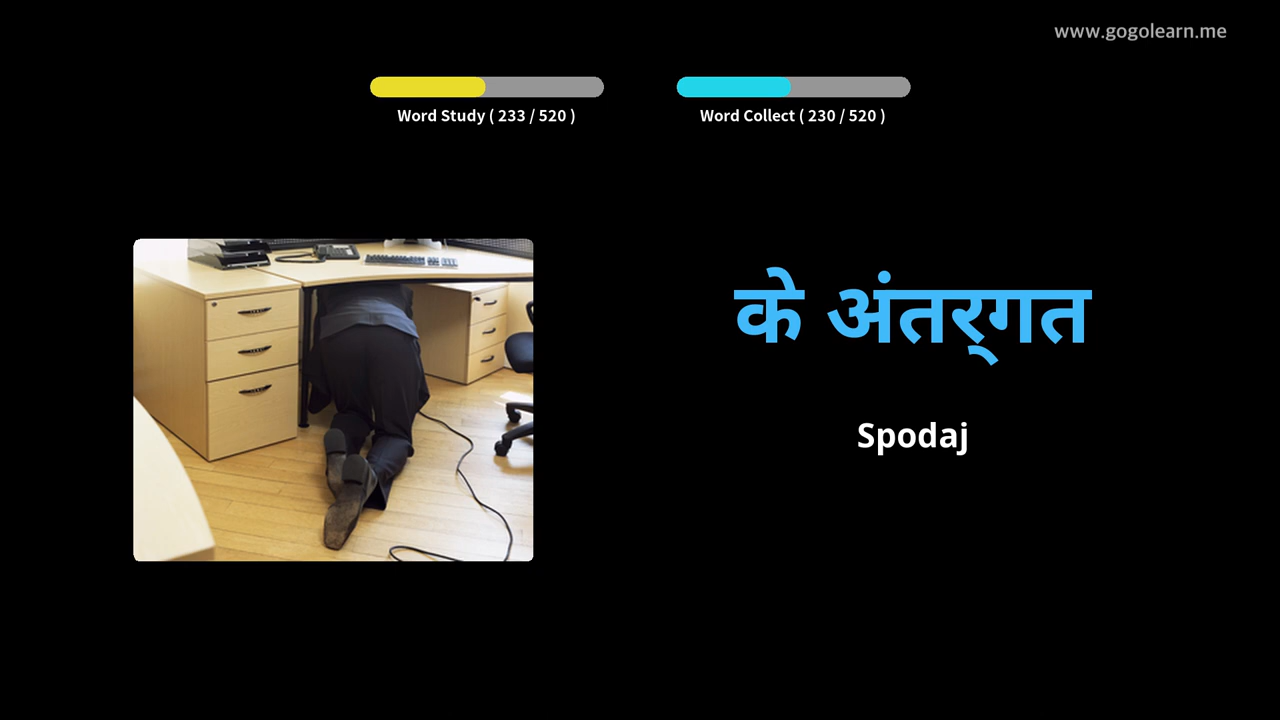 www.gogolearn.me
Word Study ( 233 / 520 )
Word Collect ( 230 / 520 )
के अंतर्‌गत
Spodaj